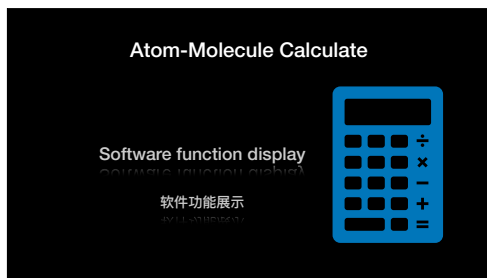 Atom-Molecule Calculate
Software function display
软件功能展示
÷
×
−
+
=